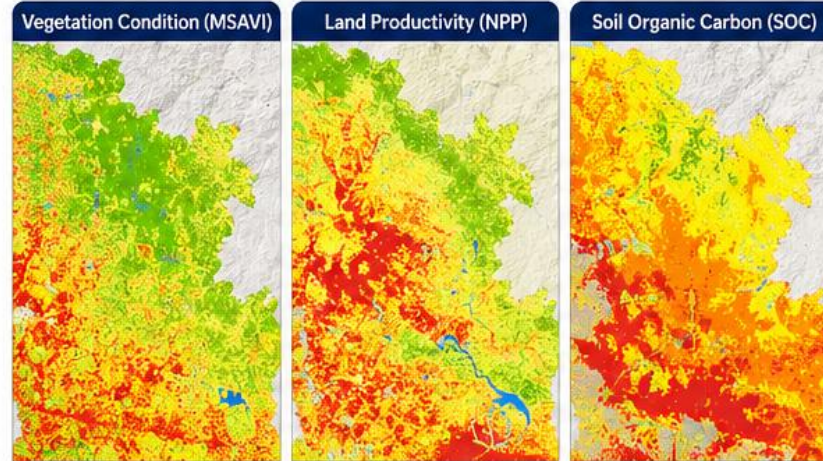 Vegetation Condition (MSAVI)
Land Productivity (NPP)
Soil Organic Carbon (SOC)